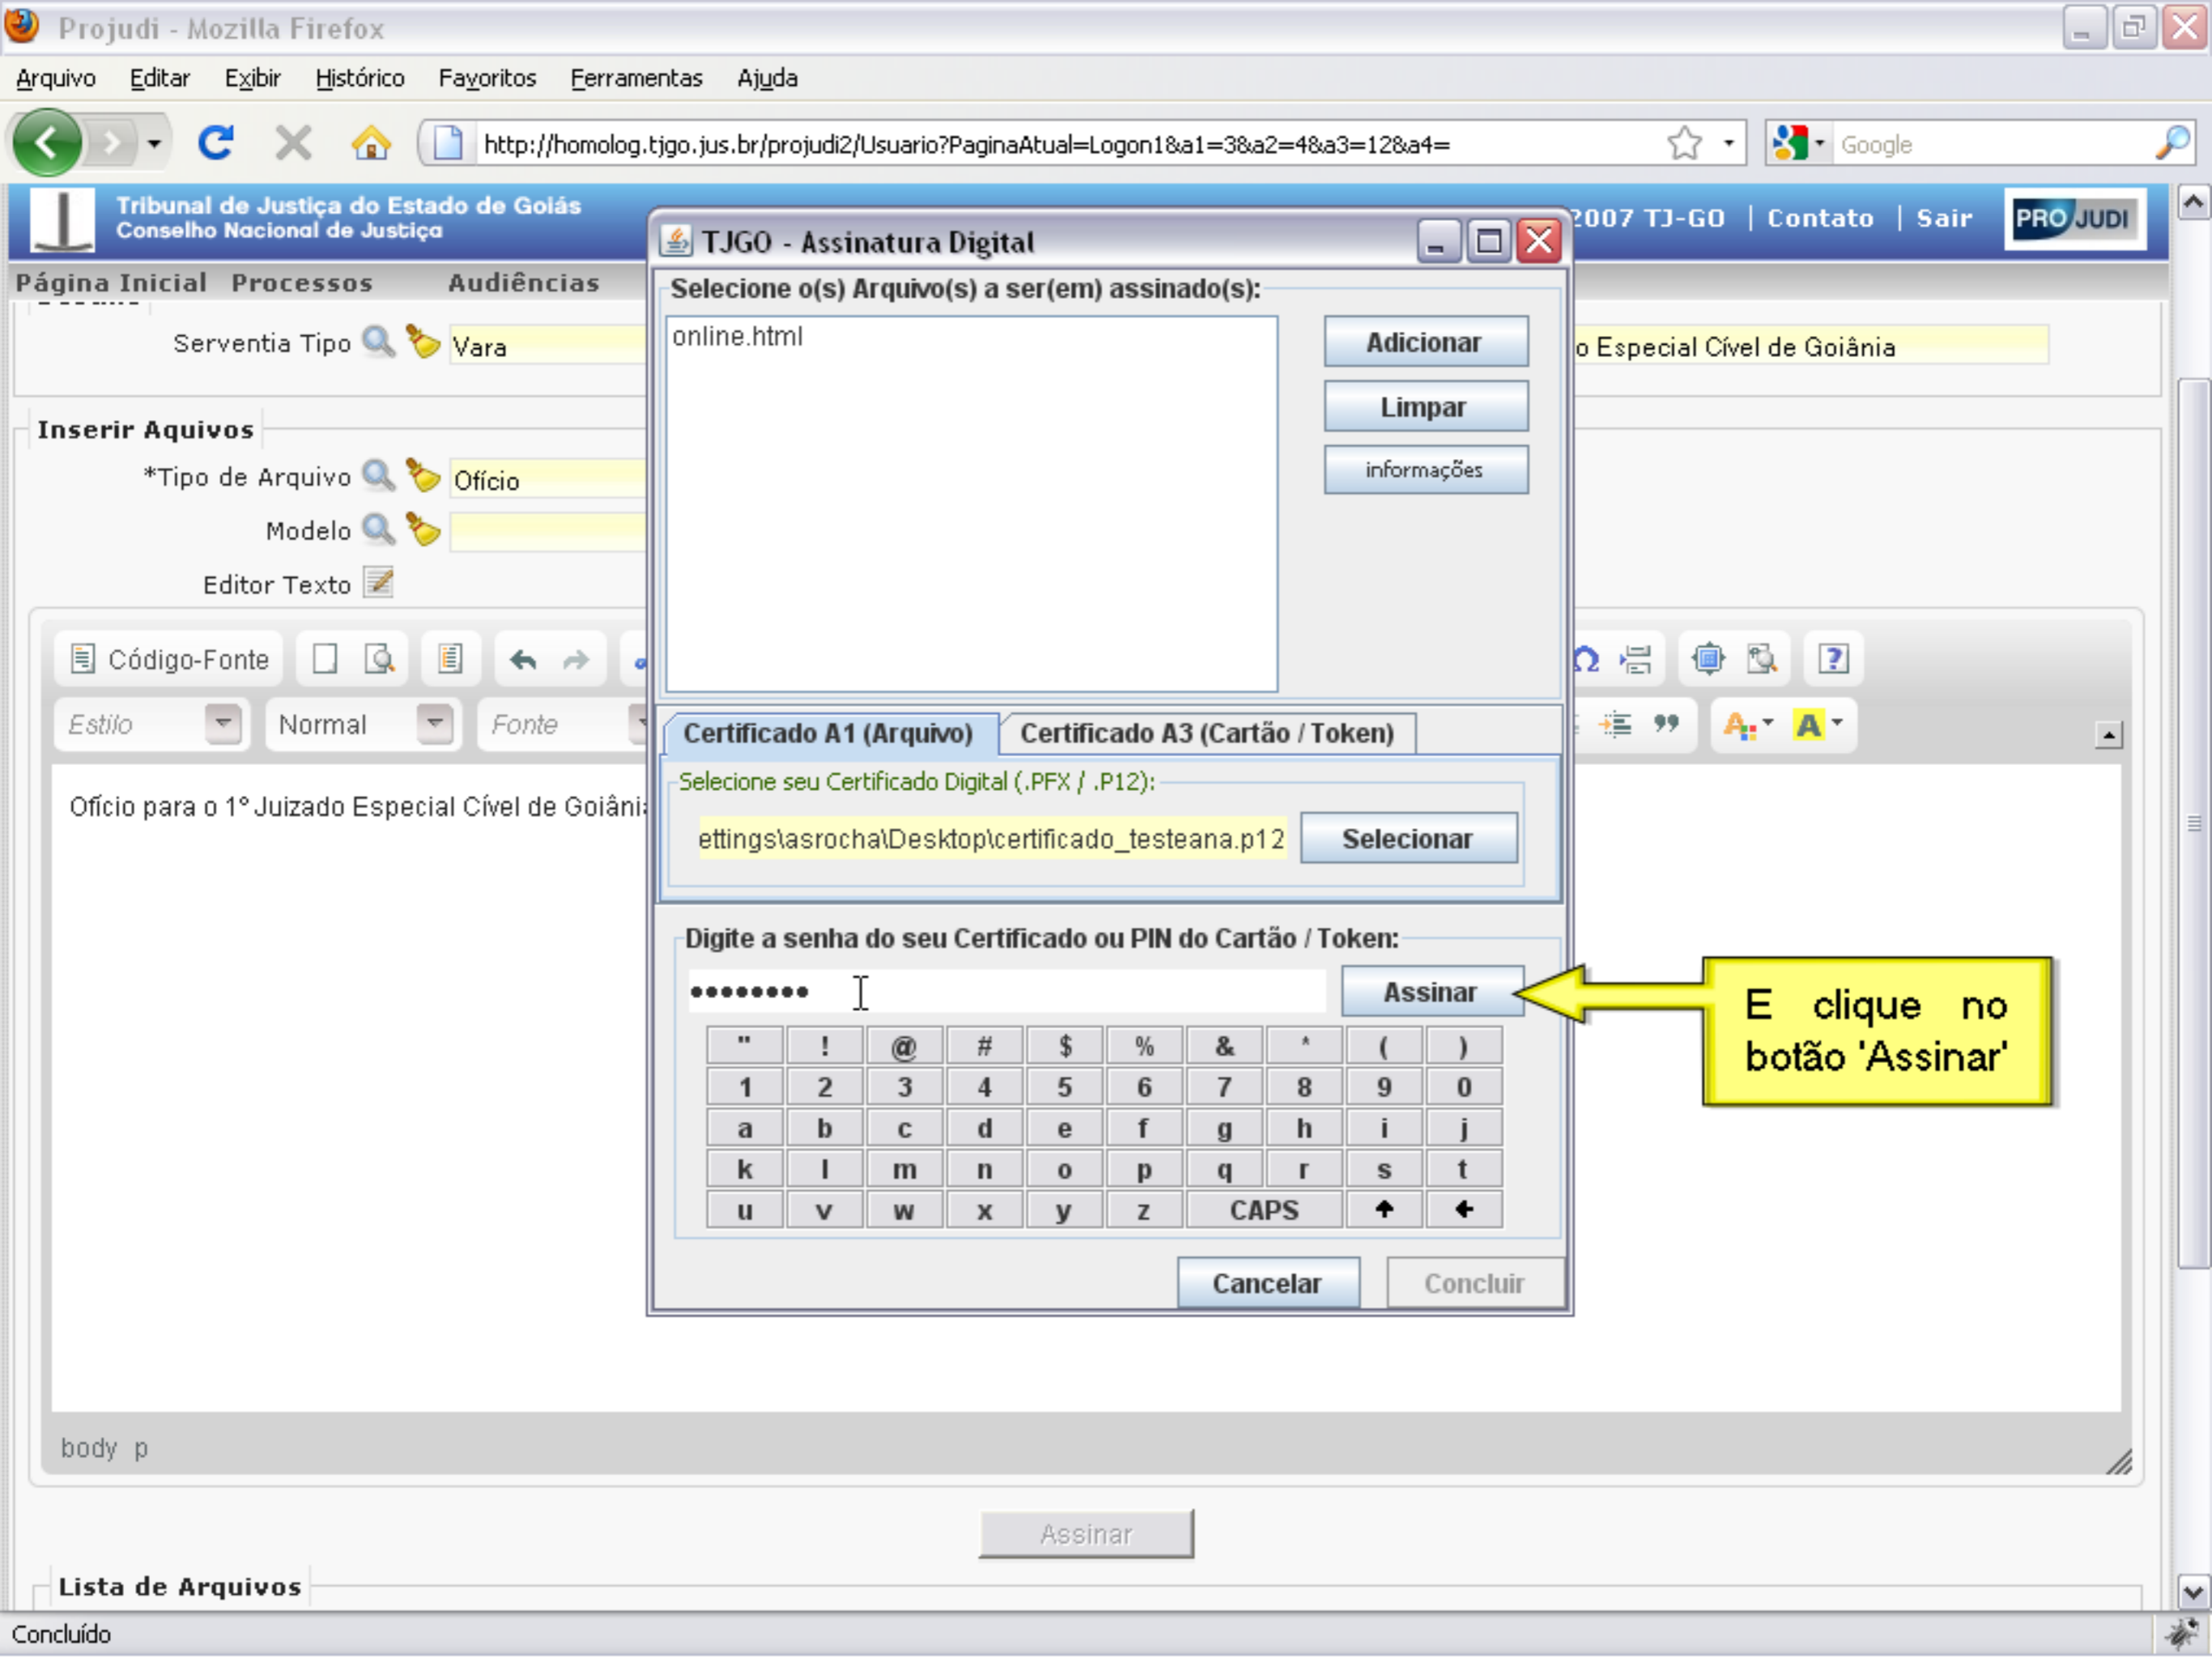 Projudi - Mozilla Firefox
Arquivo Editar Exibir Histórico Favoritos Ferramentas Ajuda
http://homolog.tjgo.jus.br/projudi2/Usuario?PaginaAtual=Logon1&a1=3&a2=4&a3=12&a4=
Google
Tribunal de Justiça do Estado de Goiás
Conselho Nacional de Justiça
2007 TJ-GO | Contato | Sair
PROJUDI
Página Inicial Processos Audiências
Serventia Tipo Vara
o Especial Cível de Goiânia
Inserir Aquivos
*Tipo de Arquivo Ofício
Modelo
Editor Texto
Código-Fonte
Estilo Normal Fonte
Ofício para o 1º Juizado Especial Cível de Goiâni
body p
Assinar
Lista de Arquivos
Concluído
TJGO - Assinatura Digital
Selecione o(s) Arquivo(s) a ser(em) assinado(s):
online.html
Adicionar
Limpar
informações
Certificado A1 (Arquivo) Certificado A3 (Cartão / Token)
Selecione seu Certificado Digital (.PFX / .P12):
ettings\asrocha\Desktop\certificado_testeana.p12 Selecionar
Digite a senha do seu Certificado ou PIN do Cartão / Token:
•••••••• Assinar
" ! @ # $ % & * ( )
1 2 3 4 5 6 7 8 9 0
a b c d e f g h i j
k l m n o p q r s t
u v w x y z CAPS
Cancelar Concluir
E clique no
botão 'Assinar'